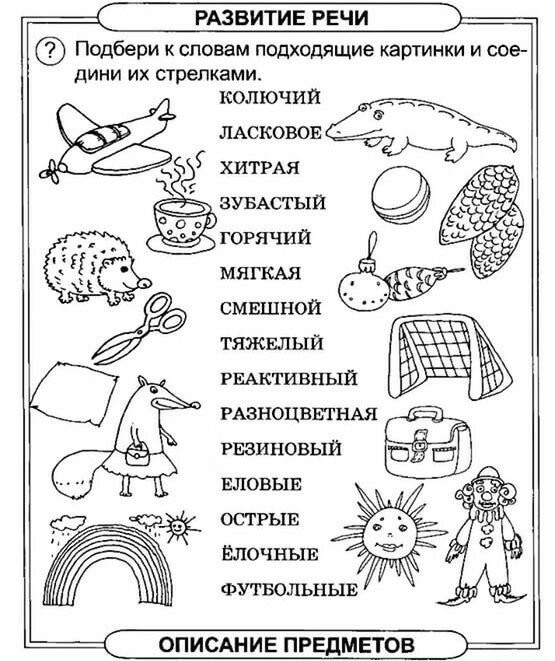 РАЗВИТИЕ РЕЧИ
? Подбери к словам подходящие картинки и сое-
дини их стрелками.
КОЛЮЧИЙ
ЛАСКОВОЕ
ХИТРАЯ
ЗУБАСТЫЙ
ГОРЯЧИЙ
МЯГКАЯ
СМЕШНОЙ
ТЯЖЕЛЫЙ
РЕАКТИВНЫЙ
РАЗНОЦВЕТНАЯ
РЕЗИНОВЫЙ
ЕЛОВЫЕ
ОСТРЫЕ
ЁЛОЧНЫЕ
ФУТБОЛЬНЫЕ
ОПИСАНИЕ ПРЕДМЕТОВ